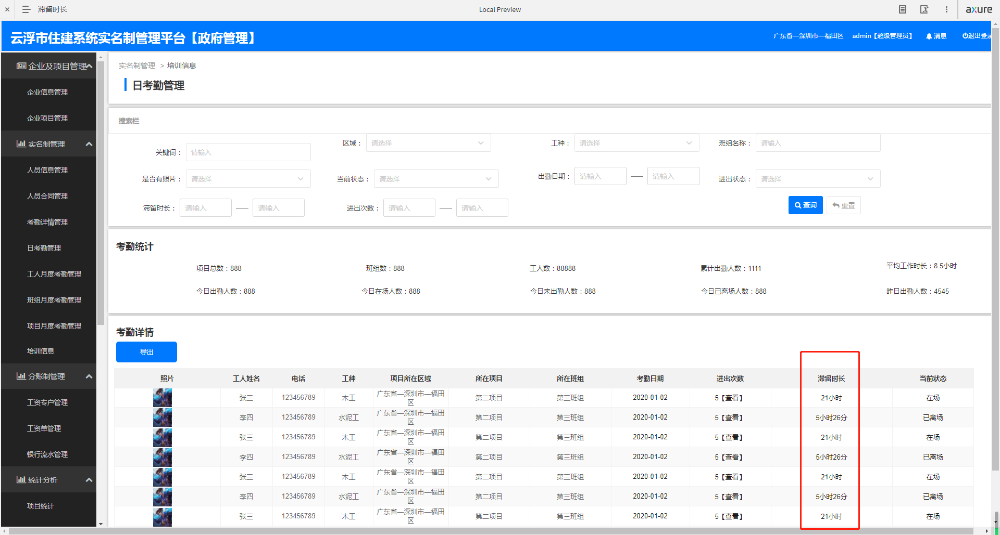 滞留时长
Local Preview
axure
云浮市住建系统实名制管理平台【政府管理】
广东省—深圳市—福田区 admin【超级管理员】 消息 退出登录
企业及项目管理
企业信息管理
企业项目管理
实名制管理
人员信息管理
人员合同管理
考勤详情管理
日考勤管理
工人月度考勤管理
班组月度考勤管理
项目月度考勤管理
培训信息
分账制管理
工资专户管理
工资单管理
银行流水管理
统计分析
项目统计
实名制管理 > 培训信息
日考勤管理
搜索栏
关键词： 请输入 区域： 请选择 工种： 请选择 班组名称： 请输入
是否有照片： 请选择 当前状态： 请选择 出勤日期： 请输入 —— 请输入 进出状态： 请选择
滞留时长： 请输入 —— 请输入 进出次数： 请输入 —— 请输入 查询 重置
考勤统计
项目总数：888 班组数：888 工人数：88888 累计出勤人数：1111 平均工作时长：8.5小时
今日出勤人数：888 今日在场人数：888 今日未出勤人数：888 今日已离场人数：888 昨日出勤人数：4545
考勤详情
导出
照片 工人姓名 电话 工种 项目所在区域 所在项目 所在班组 考勤日期 进出次数 滞留时长 当前状态
张三 123456789 木工 广东省—深圳市—福田区 第二项目 第三班组 2020-01-02 5【查看】 21小时 在场
李四 123456789 水泥工 广东省—深圳市—福田区 第二项目 第三班组 2020-01-02 5【查看】 5小时26分 已离场
张三 123456789 木工 广东省—深圳市—福田区 第二项目 第三班组 2020-01-02 5【查看】 21小时 在场
李四 123456789 水泥工 广东省—深圳市—福田区 第二项目 第三班组 2020-01-02 5【查看】 5小时26分 已离场
张三 123456789 木工 广东省—深圳市—福田区 第二项目 第三班组 2020-01-02 5【查看】 21小时 在场
李四 123456789 水泥工 广东省—深圳市—福田区 第二项目 第三班组 2020-01-02 5【查看】 5小时26分 已离场
张三 123456789 木工 广东省—深圳市—福田区 第二项目 第三班组 2020-01-02 5【查看】 21小时 在场